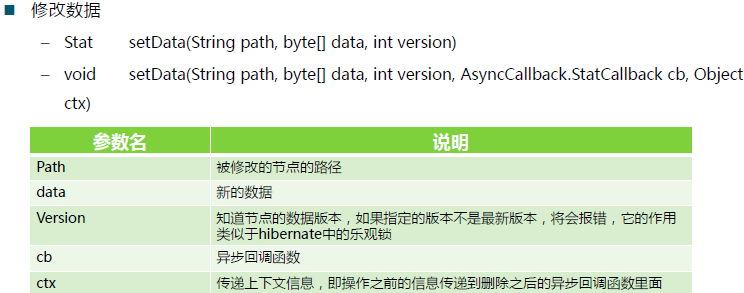 修改数据
– Stat setData(String path, byte[] data, int version)
– void setData(String path, byte[] data, int version, AsyncCallback.StatCallback cb, Object
ctx)
参数名 说明
Path 被修改的节点的路径
data 新的数据
Version 知道节点的数据版本，如果指定的版本不是最新版本，将会报错，它的作用
类似于hibernate中的乐观锁
cb 异步回调函数
ctx 传递上下文信息，即操作之前的信息传递到删除之后的异步回调函数里面